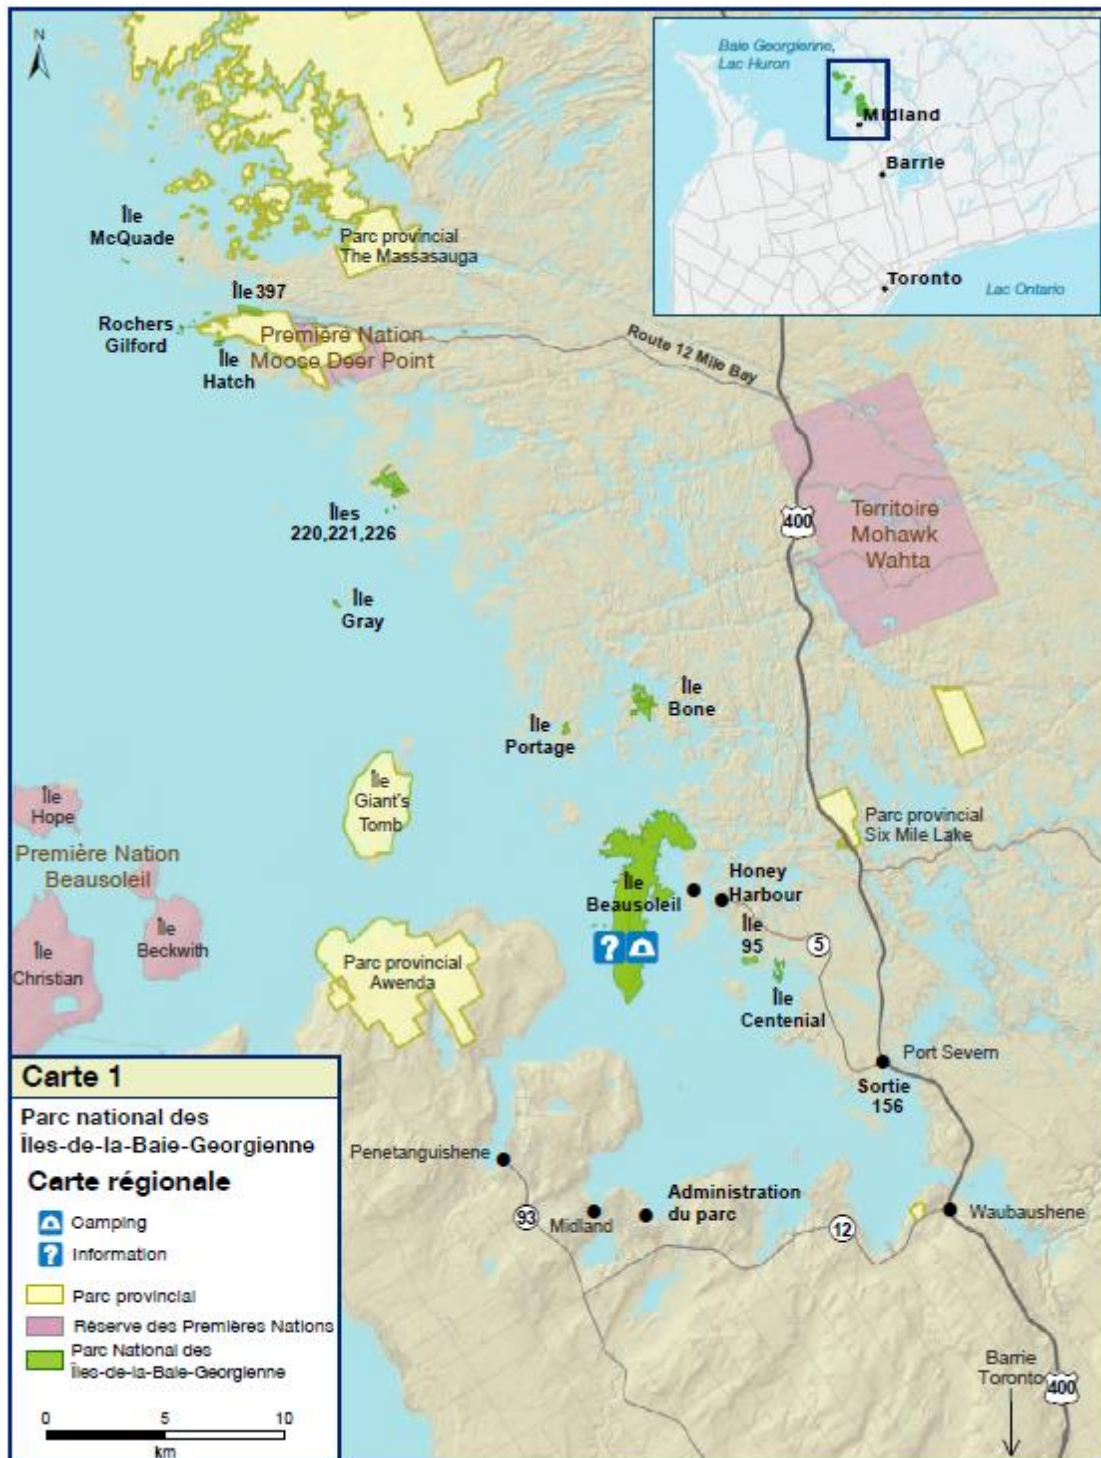 N
Baie Georgienne,
Lac Huron
Midland
Barrie
Toronto
Lac Ontario
Île
McQuade
Parc provincial
The Massasauga
Île 397
Rochers
Gilford
Première Nation
Moose Deer Point
Île
Hatch
Route 12 Mile Bay
400
Territoire
Mohawk
Wahta
Îles
220,221,226
Île
Gray
Île
Bone
Île
Portage
Île
Giant's
Tomb
Île
Hope
Première Nation
Beausoleil
Parc provincial
Six Mile Lake
Honey
Harbour
Île
Beausoleil
Île
95
5
Île
Beckwith
Île
Christian
Parc provincial
Awenda
?
Île
Centenial
Port Severn
Sortie
156
Penetanguishene
93
Midland
Administration
du parc
12
Waubaushene
Barrie
Toronto
400
Carte 1
Parc national des
Îles-de-la-Baie-Georgienne
Carte régionale
Camping
? Information
Parc provincial
Réserve des Premières Nations
Parc National des
Îles-de-la-Baie-Georgienne
0 5 10
km